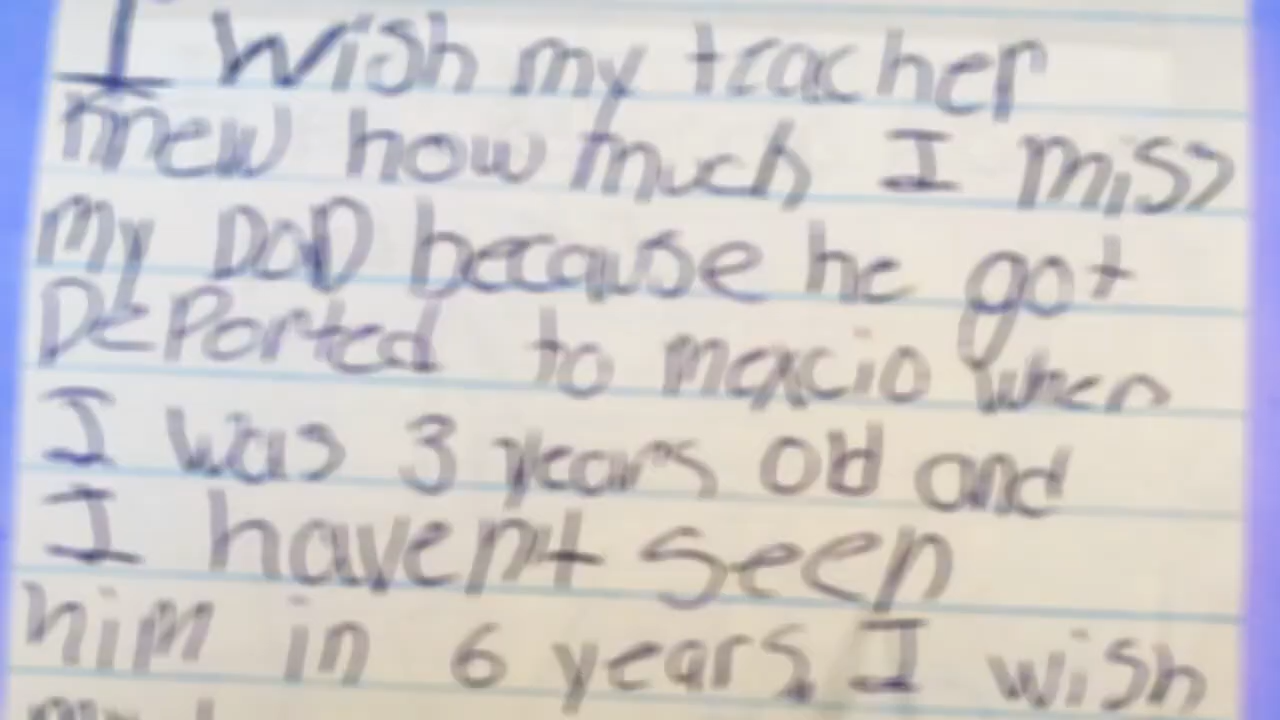 I wish my teacher
knew how much I miss
my DaD because he got
DePorted to mexcio when
I was 3 years old and
I havent seen
him in 6 years, I wish